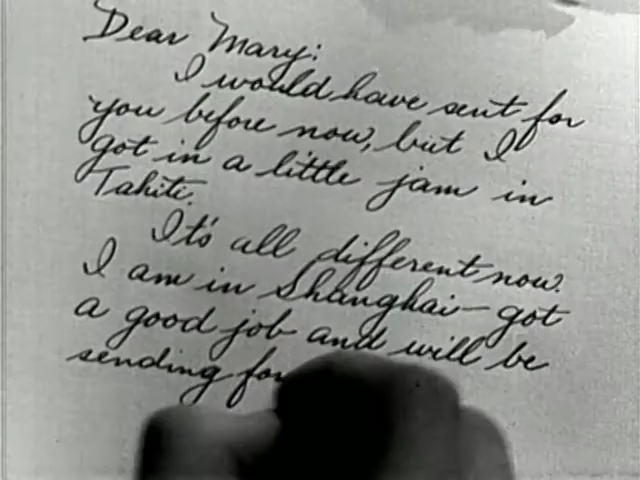 Dear Mary:
I would have sent for
you before now, but I
got in a little jam in
Tahiti.
It's all different now.
I am in Shanghai - got
a good job and will be
sending for